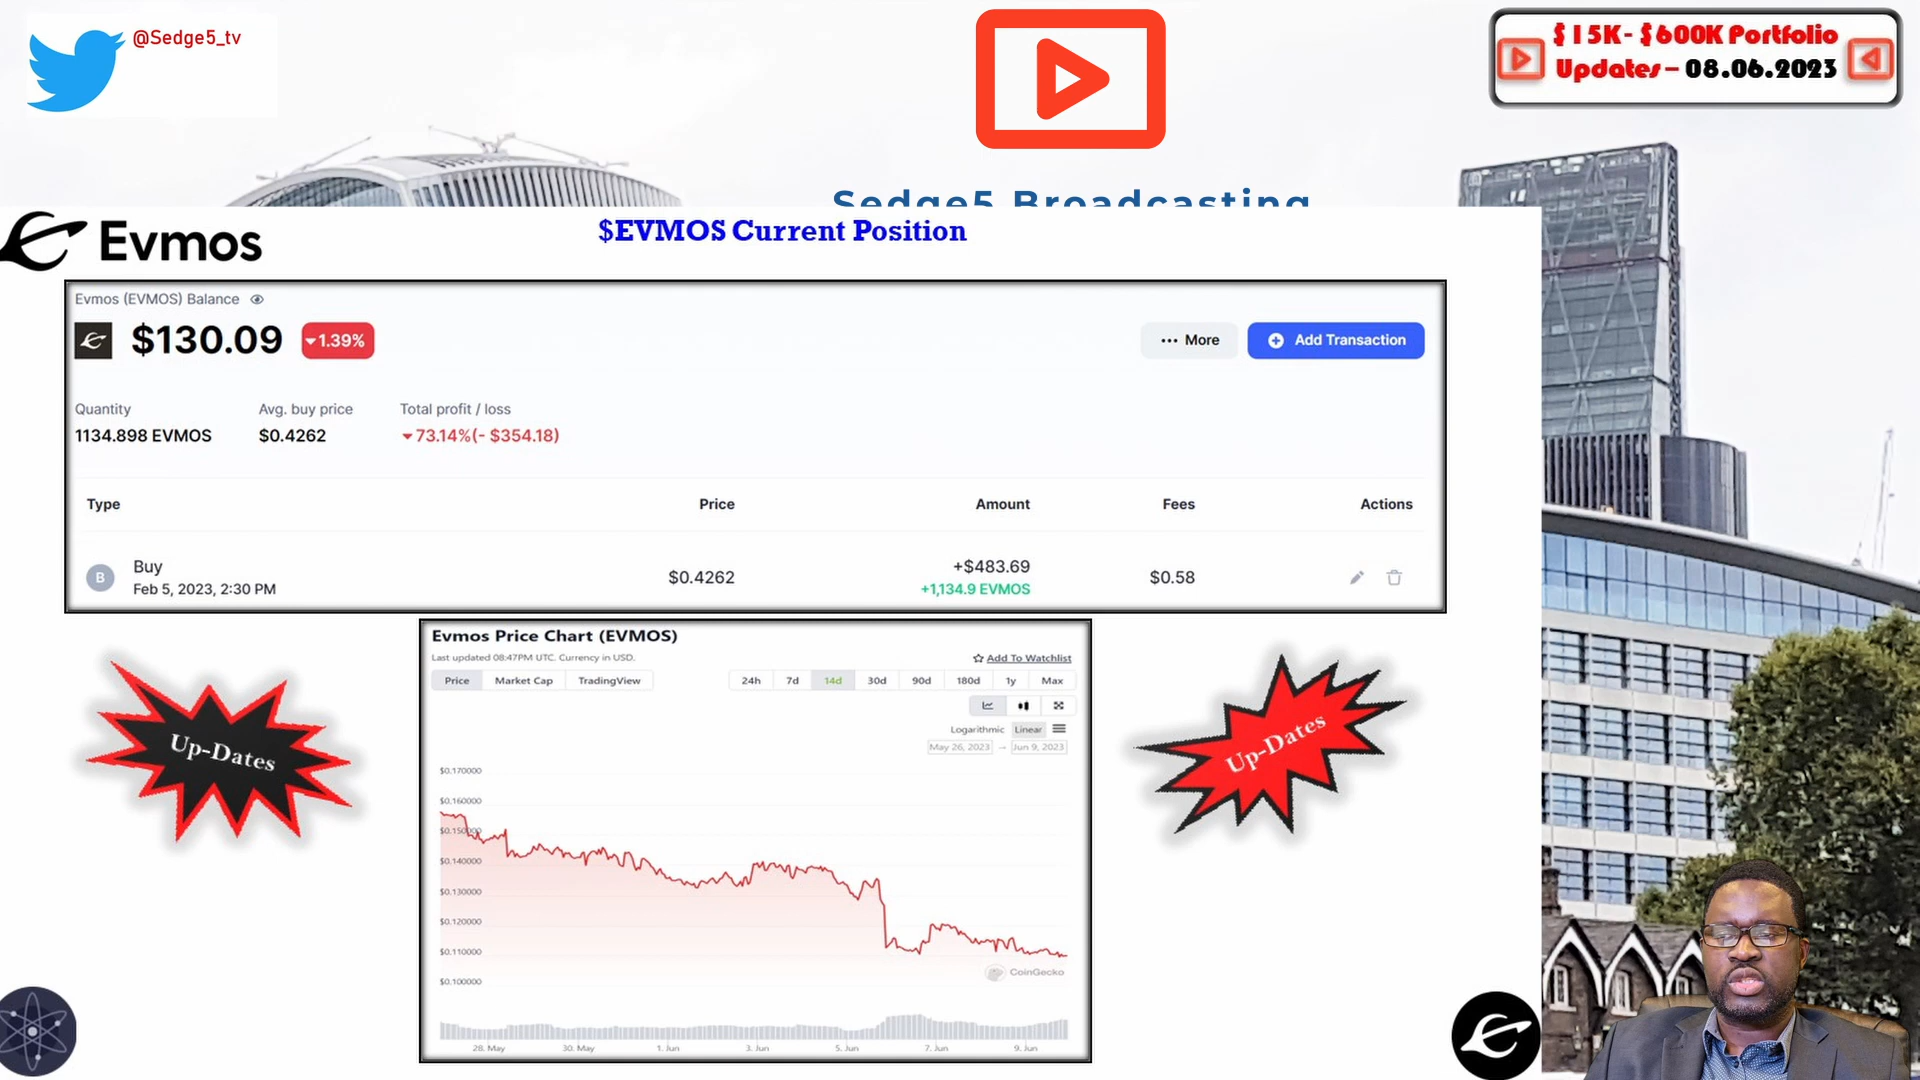 @Sedge5_tv
$15K- $600K Portfolio
Updates – 08.06.2023
Sedge5 Broadcasting
Evmos
$EVMOS Current Position
Evmos (EVMOS) Balance
$130.09
1.39%
More
Add Transaction
Quantity
Avg. buy price
Total profit / loss
1134.898 EVMOS
$0.4262
73.14%(- $354.18)
Type
Price
Amount
Fees
Actions
B
Buy
Feb 5, 2023, 2:30 PM
$0.4262
+$483.69
+1,134.9 EVMOS
$0.58
Evmos Price Chart (EVMOS)
Last updated 08:47PM UTC. Currency in USD.
Add To Watchlist
Price
Market Cap
TradingView
24h
7d
14d
30d
90d
180d
1y
Max
Logarithmic
Linear
May 26, 2023 → Jun 9, 2023
$0.170000
$0.160000
$0.150000
$0.140000
$0.130000
$0.120000
$0.110000
$0.100000
CoinGecko
28. May
30. May
1. Jun
3. Jun
5. Jun
7. Jun
9. Jun
Up-Dates
Up-Dates